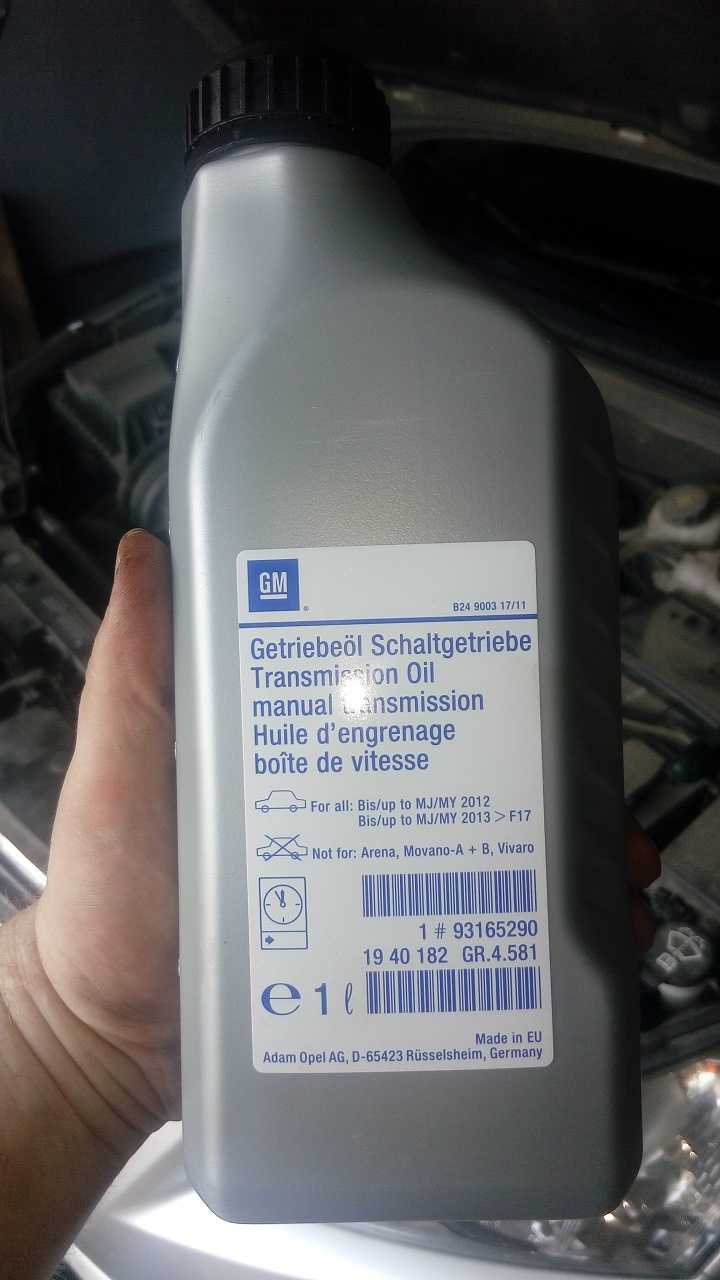 GM
®
B24 9003 17/11
Getriebeöl Schaltgetriebe
Transmission Oil
manual transmission
Huile d'engrenage
boîte de vitesse
For all: Bis/up to MJ/MY 2012
Bis/up to MJ/MY 2013 > F17
Not for: Arena, Movano-A + B, Vivaro
1 # 93165290
19 40 182 GR.4.581
e 1 ℓ
Made in EU
Adam Opel AG, D-65423 Rüsselsheim, Germany